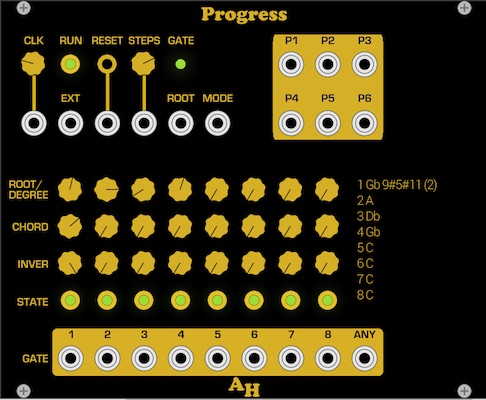 Progress
CLK RUN RESET STEPS GATE
P1 P2 P3
EXT ROOT MODE
P4 P5 P6
ROOT/
DEGREE
CHORD
INVER
STATE
1 Gb 9#5#11 (2)
2 A
3 Db
4 Gb
5 C
6 C
7 C
8 C
1 2 3 4 5 6 7 8 ANY
GATE
AH